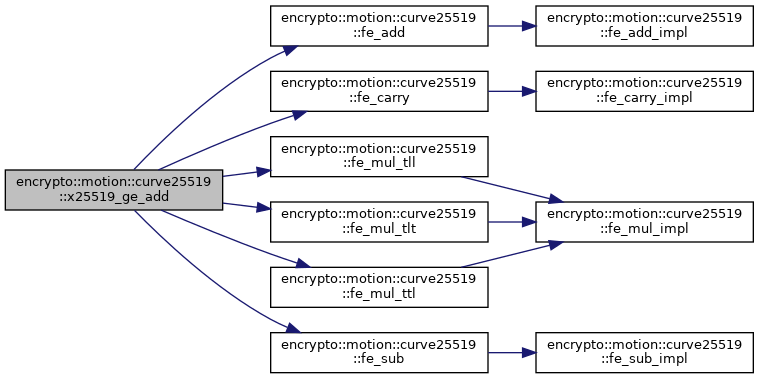 encrypto::motion::curve25519
::x25519_ge_add
encrypto::motion::curve25519
::fe_add
encrypto::motion::curve25519
::fe_add_impl
encrypto::motion::curve25519
::fe_carry
encrypto::motion::curve25519
::fe_carry_impl
encrypto::motion::curve25519
::fe_mul_tll
encrypto::motion::curve25519
::fe_mul_tlt
encrypto::motion::curve25519
::fe_mul_impl
encrypto::motion::curve25519
::fe_mul_ttl
encrypto::motion::curve25519
::fe_sub
encrypto::motion::curve25519
::fe_sub_impl